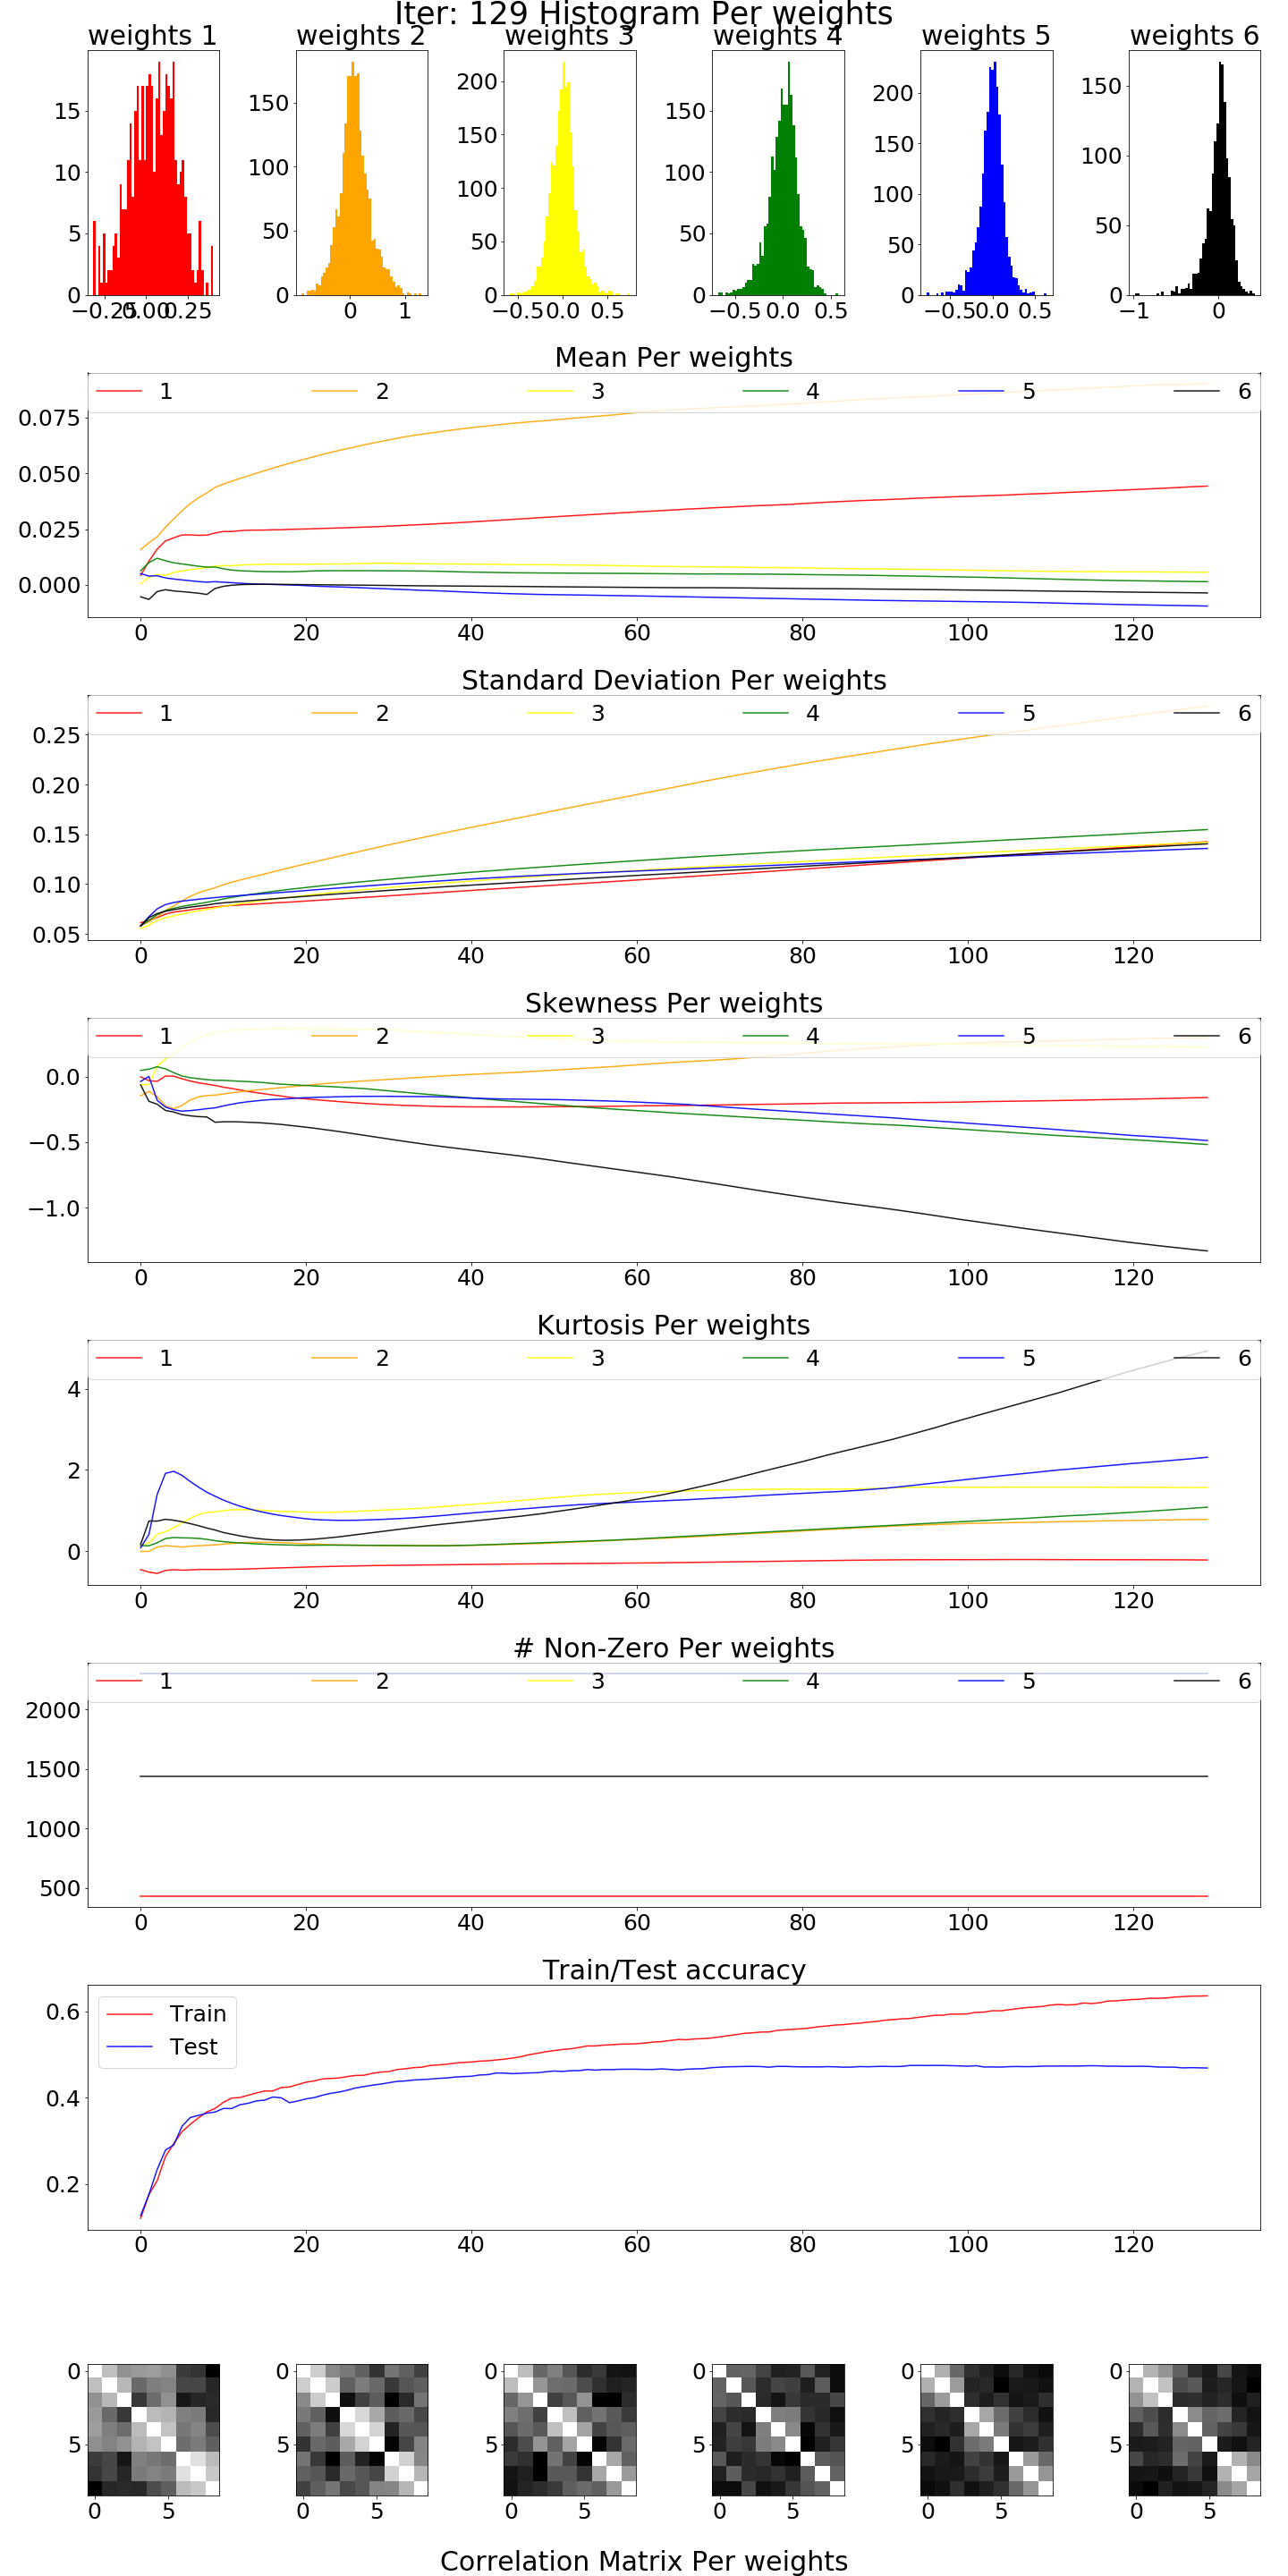 Iter: 129 Histogram Per weights
weights 1 weights 2 weights 3 weights 4 weights 5 weights 6
15
10
5
0
−0.25 0.00 0.25
150
100
50
0
0 1
200
150
100
50
0
−0.5 0.0 0.5
150
100
50
0
−0.5 0.0 0.5
200
150
100
50
0
−0.5 0.0 0.5
150
100
50
0
−1 0
Mean Per weights
1 2 3 4 5 6
0.075
0.050
0.025
0.000
0 20 40 60 80 100 120
Standard Deviation Per weights
1 2 3 4 5 6
0.25
0.20
0.15
0.10
0.05
0 20 40 60 80 100 120
Skewness Per weights
1 2 3 4 5 6
0.0
−0.5
−1.0
0 20 40 60 80 100 120
Kurtosis Per weights
1 2 3 4 5 6
4
2
0
0 20 40 60 80 100 120
# Non-Zero Per weights
1 2 3 4 5 6
2000
1500
1000
500
0 20 40 60 80 100 120
Train/Test accuracy
Train
Test
0.6
0.4
0.2
0 20 40 60 80 100 120
0 0 0 0 0 0
5 5 5 5 5 5
0 5 0 5 0 5 0 5 0 5 0 5
Correlation Matrix Per weights